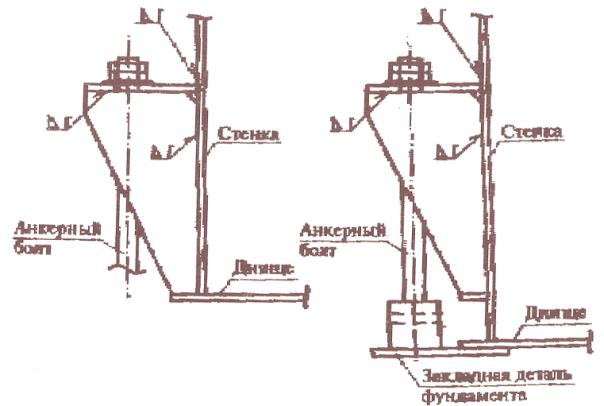 Стенка
Анкерный
болт
Днище
Стенка
Анкерный
болт
Днище
Закладная деталь
фундамента